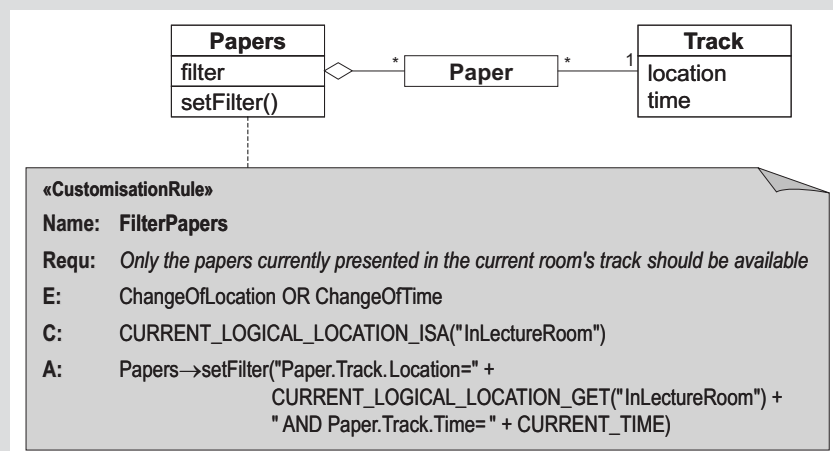 Papers
filter
setFilter()
*
Paper
*
1
Track
location
time
«CustomisationRule»
Name: FilterPapers
Requ: Only the papers currently presented in the current room's track should be available
E: ChangeOfLocation OR ChangeOfTime
C: CURRENT_LOGICAL_LOCATION_ISA("InLectureRoom")
A: Papers→setFilter("Paper.Track.Location=" +
CURRENT_LOGICAL_LOCATION_GET("InLectureRoom") +
" AND Paper.Track.Time= " + CURRENT_TIME)